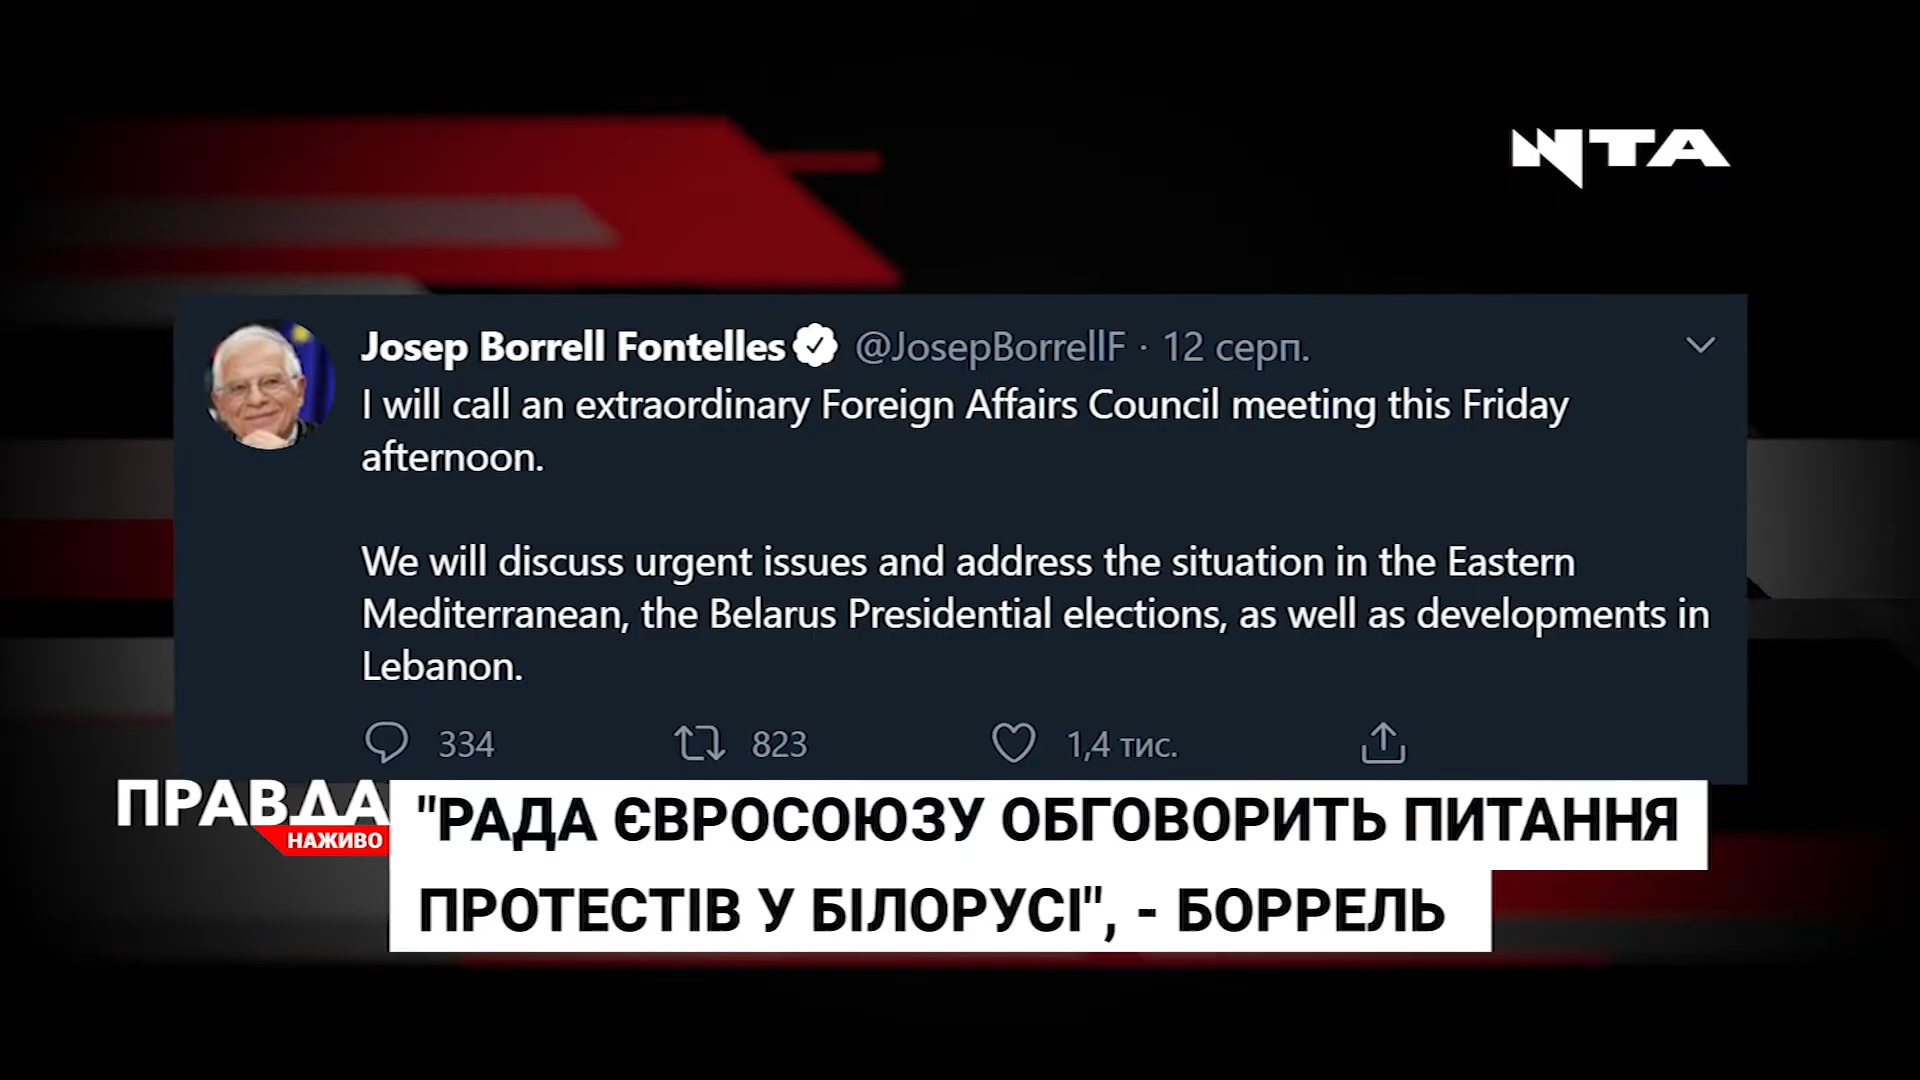 NTA
Josep Borrell Fontelles @JosepBorrellF · 12 серп.
I will call an extraordinary Foreign Affairs Council meeting this Friday
afternoon.
We will discuss urgent issues and address the situation in the Eastern
Mediterranean, the Belarus Presidential elections, as well as developments in
Lebanon.
334 823 1,4 тис.
ПРАВДА
НАЖИВО
"РАДА ЄВРОСОЮЗУ ОБГОВОРИТЬ ПИТАННЯ
ПРОТЕСТІВ У БІЛОРУСІ", - БОРРЕЛЬ